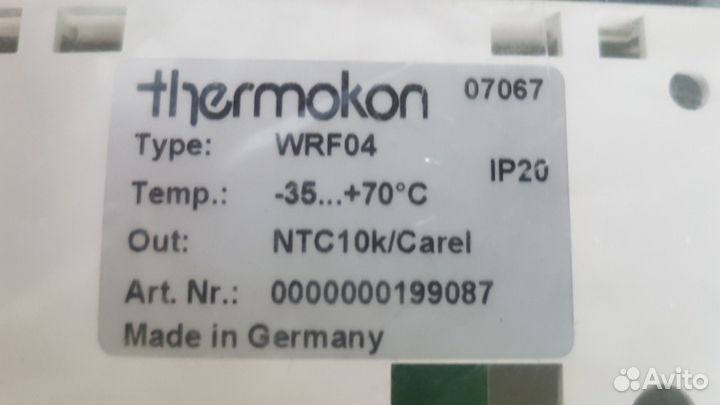 thermokon 07067
Type: WRF04
IP20
Temp.: -35...+70°C
Out: NTC10k/Carel
Art. Nr.: 0000000199087
Made in Germany
Avito